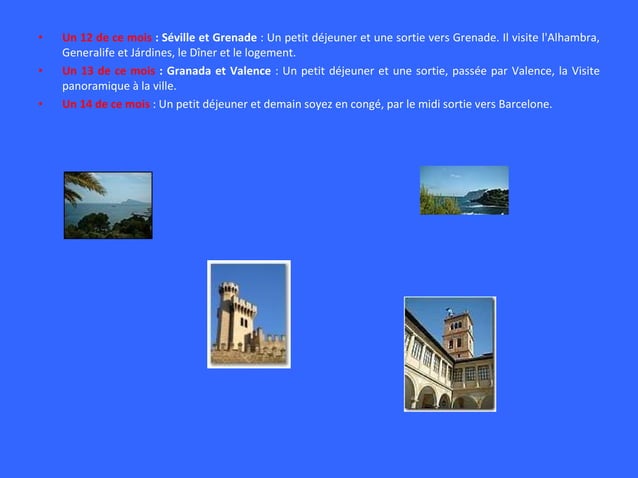 • Un 12 de ce mois : Séville et Grenade : Un petit déjeuner et une sortie vers Grenade. Il visite l'Alhambra,
Generalife et Járdines, le Dîner et le logement.
• Un 13 de ce mois : Granada et Valence : Un petit déjeuner et une sortie, passée par Valence, la Visite
panoramique à la ville.
• Un 14 de ce mois : Un petit déjeuner et demain soyez en congé, par le midi sortie vers Barcelone.